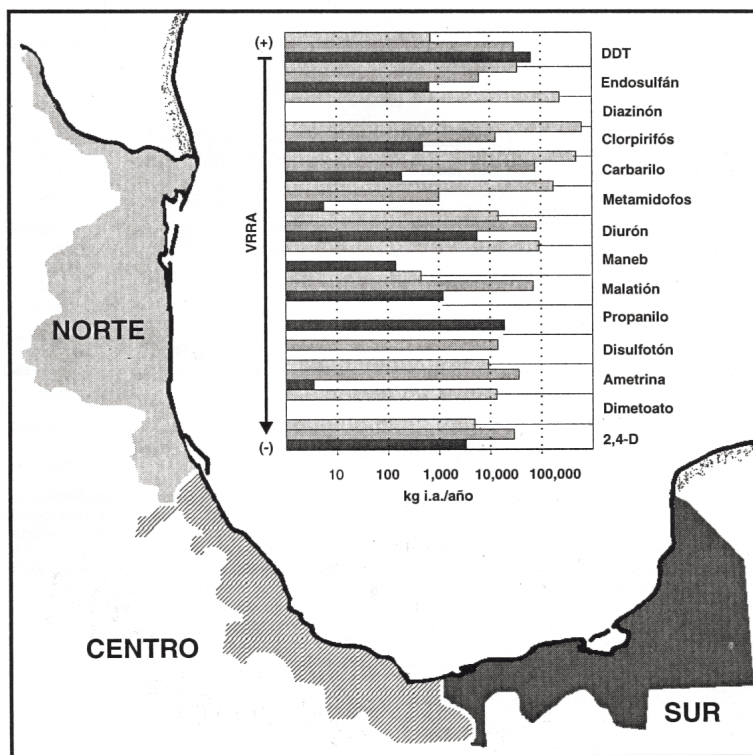 (+)
VRRA
(-)
DDT
Endosulfán
Diazinón
Clorpirifós
Carbarilo
Metamidofos
Diurón
Maneb
Malatión
Propanilo
Disulfotón
Ametrina
Dimetoato
2,4-D
10 100 1,000 10,000 100,000
kg i.a./año
NORTE
CENTRO
SUR